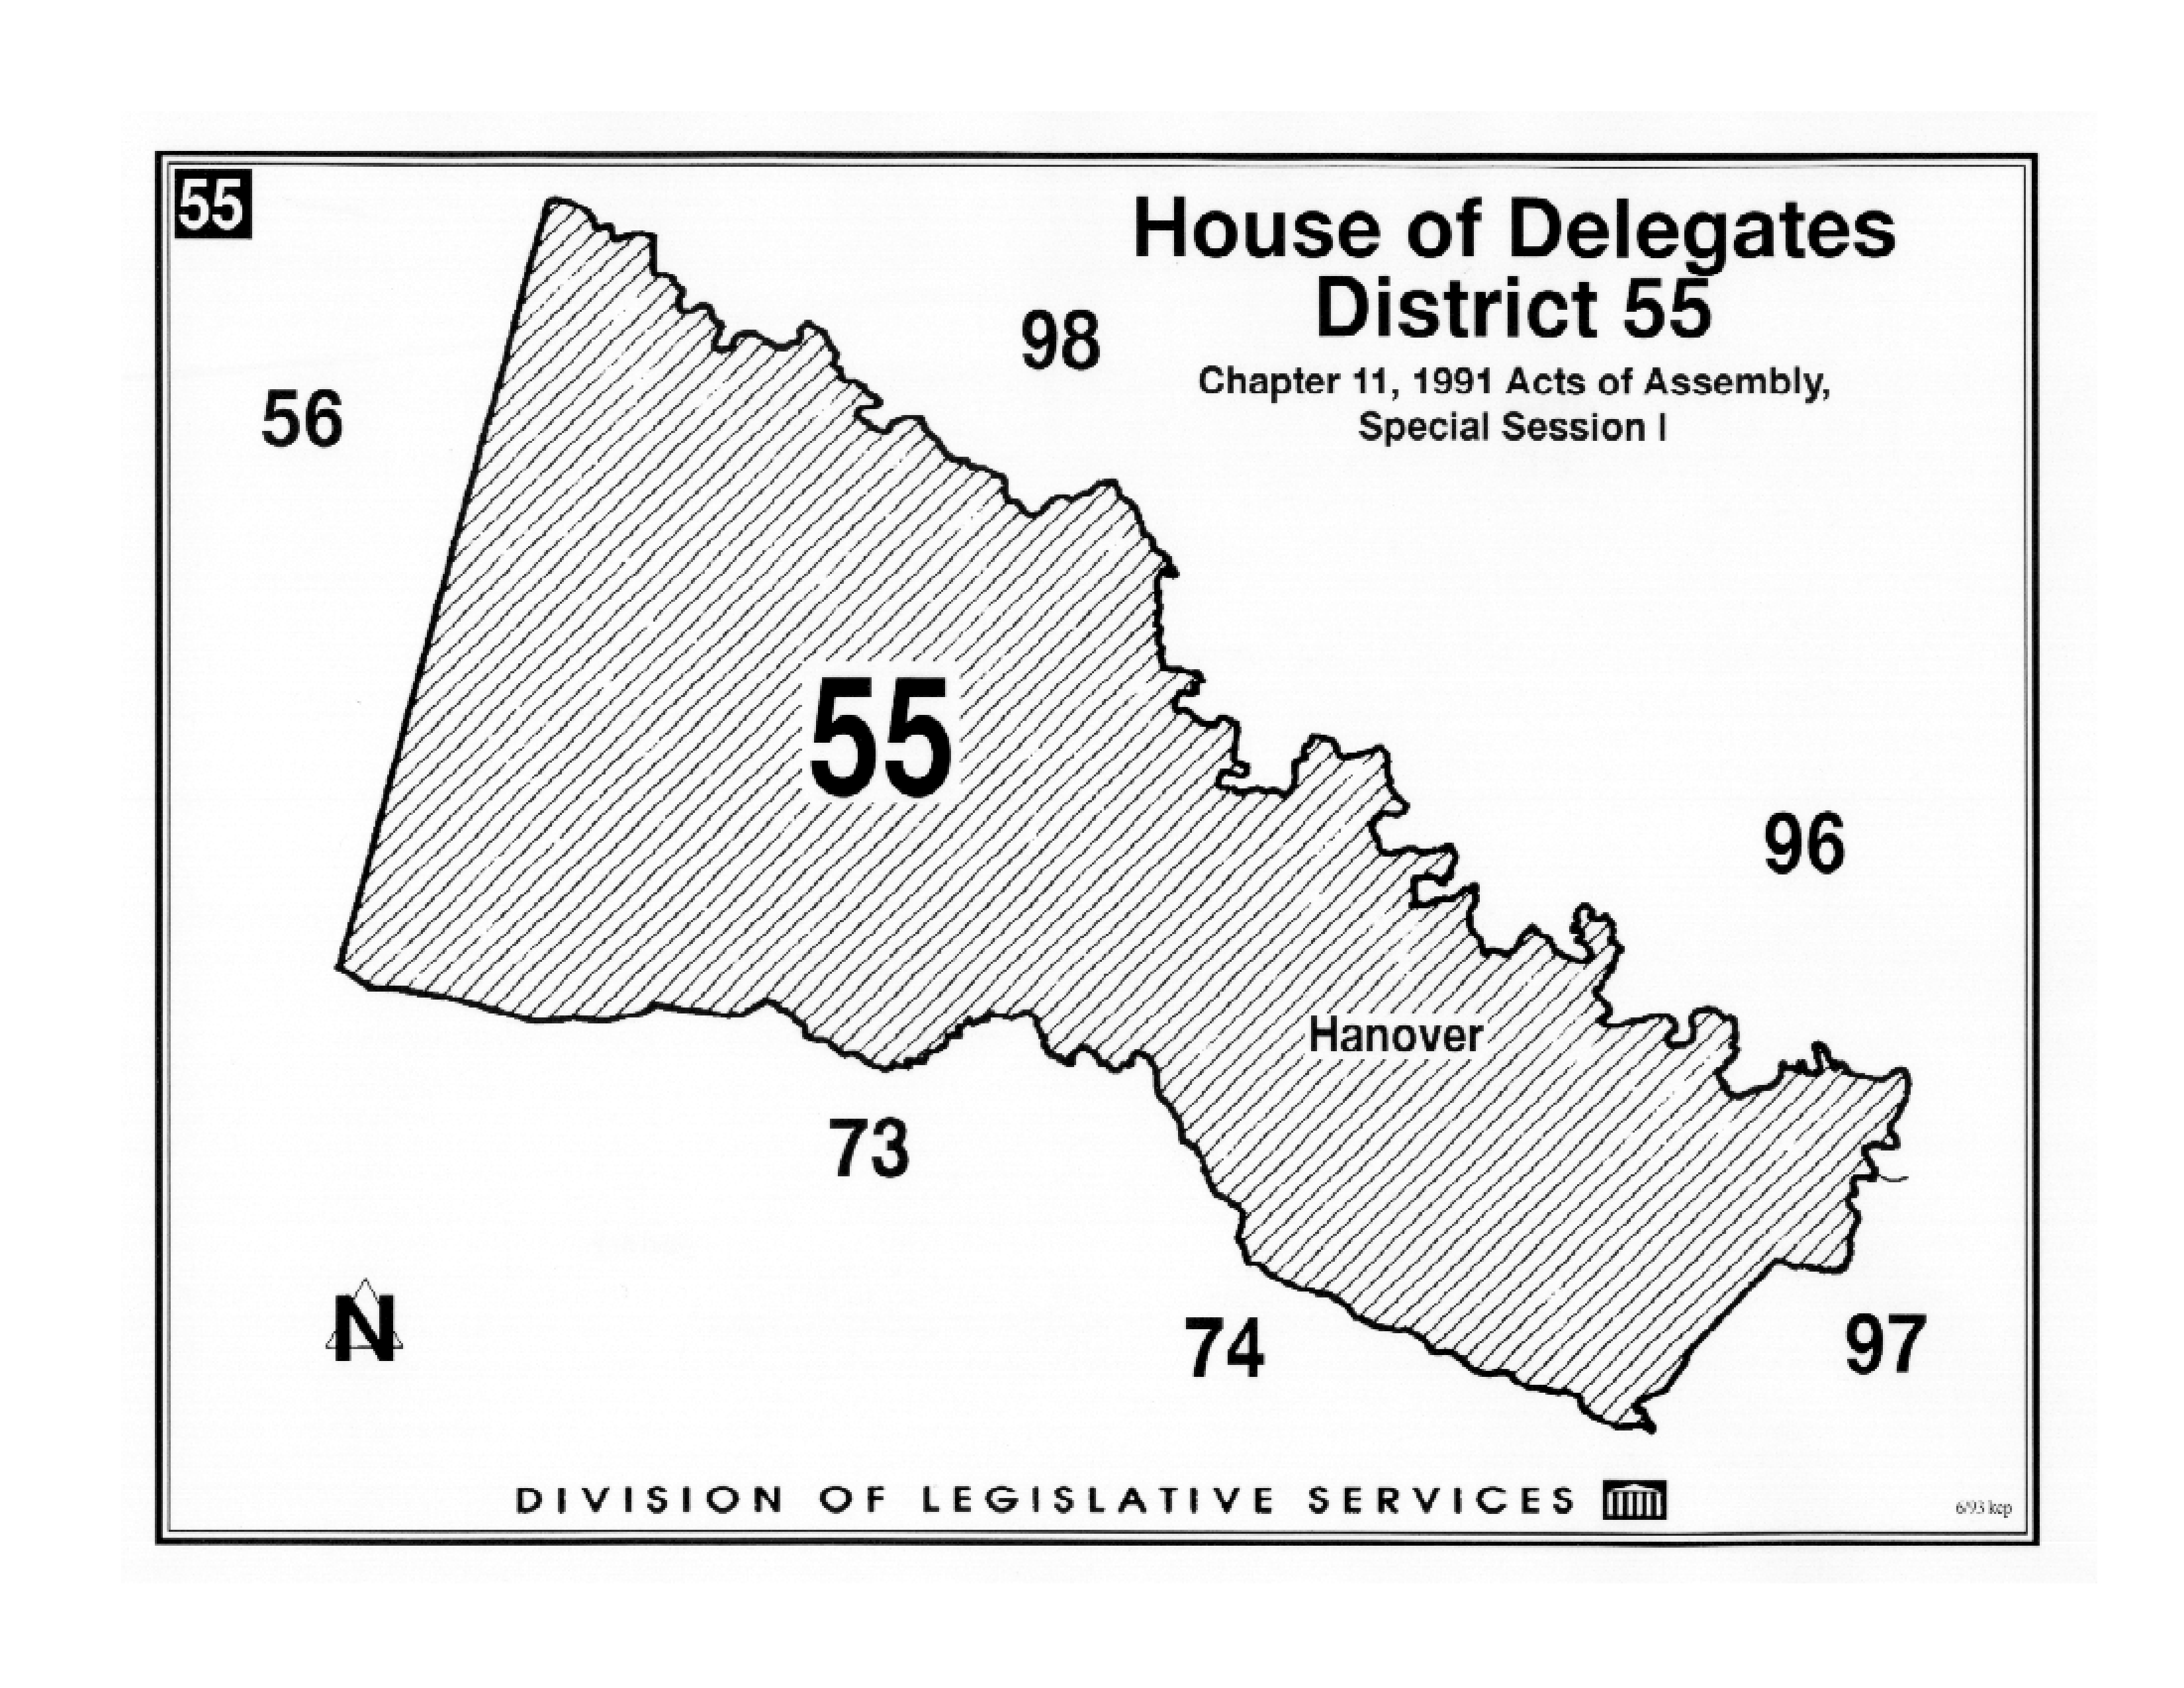 55
House of Delegates
District 55
Chapter 11, 1991 Acts of Assembly,
Special Session I
98
56
55
96
Hanover
73
N
74
97
DIVISION OF LEGISLATIVE SERVICES
6/93 kcp